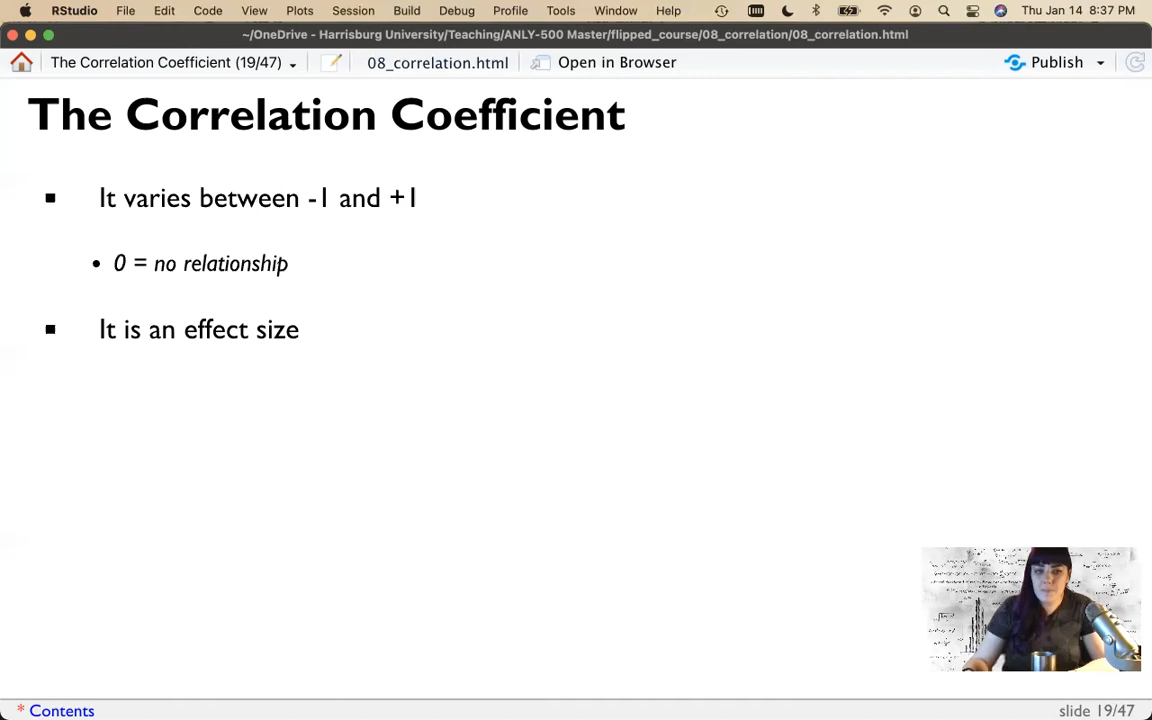 RStudio File Edit Code View Plots Session Build Debug Profile Tools Window Help Thu Jan 14 8:37 PM
~/OneDrive - Harrisburg University/Teaching/ANLY-500 Master/flipped_course/08_correlation/08_correlation.html
The Correlation Coefficient (19/47) 08_correlation.html Open in Browser Publish
The Correlation Coefficient
It varies between -1 and +1
0 = no relationship
It is an effect size
* Contents slide 19/47